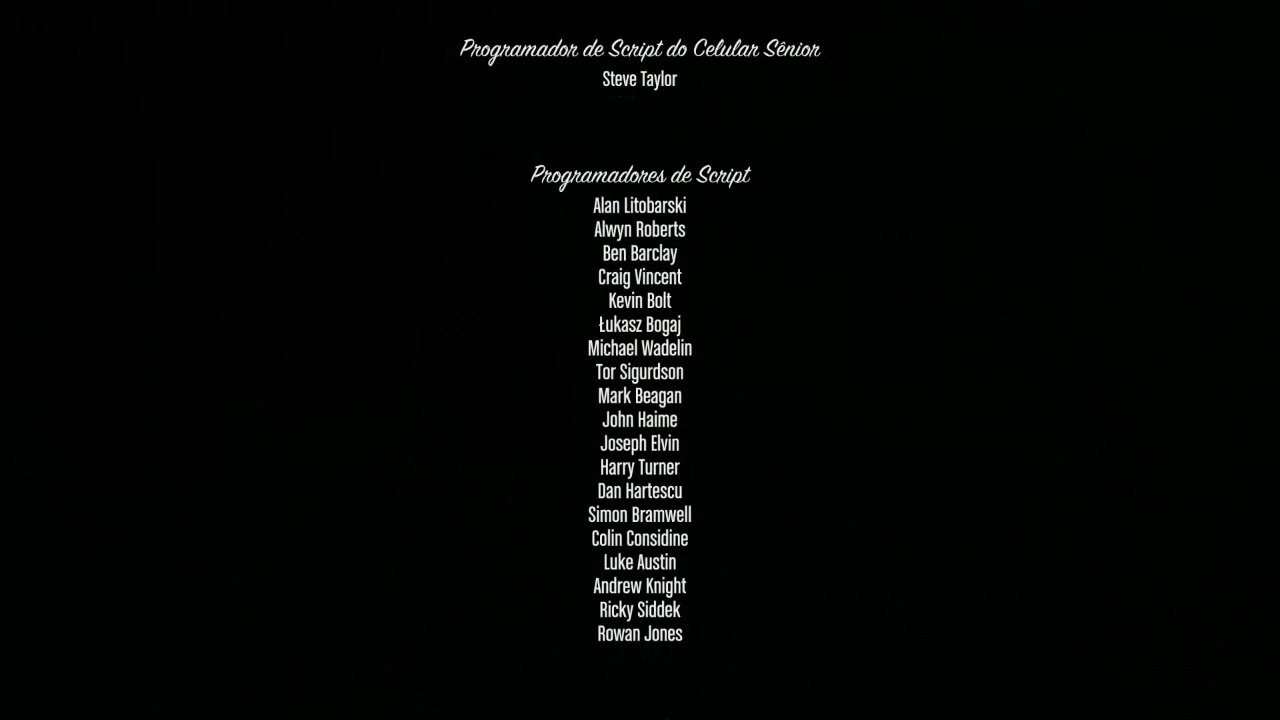 Programador de Script do Celular Sênior
Steve Taylor
Programadores de Script
Alan Litobarski
Alwyn Roberts
Ben Barclay
Craig Vincent
Kevin Bolt
Łukasz Bogaj
Michael Wadelin
Tor Sigurdson
Mark Beagan
John Haime
Joseph Elvin
Harry Turner
Dan Hartescu
Simon Bramwell
Colin Considine
Luke Austin
Andrew Knight
Ricky Siddek
Rowan Jones